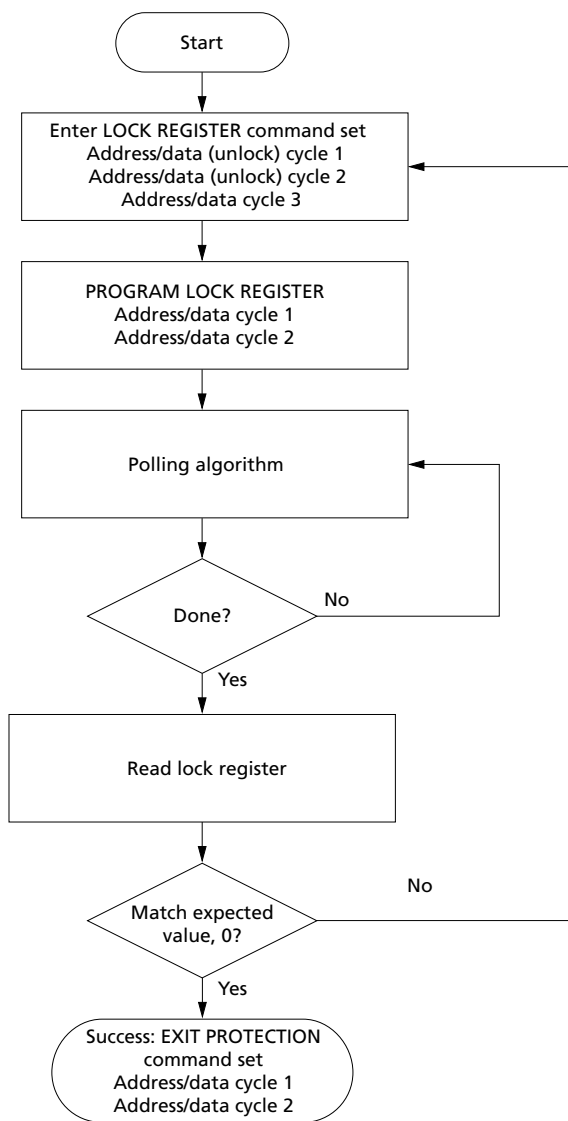 Start
Enter LOCK REGISTER command set
Address/data (unlock) cycle 1
Address/data (unlock) cycle 2
Address/data cycle 3
PROGRAM LOCK REGISTER
Address/data cycle 1
Address/data cycle 2
Polling algorithm
Done?
No
Yes
Read lock register
No
Match expected
value, 0?
Yes
Success: EXIT PROTECTION
command set
Address/data cycle 1
Address/data cycle 2